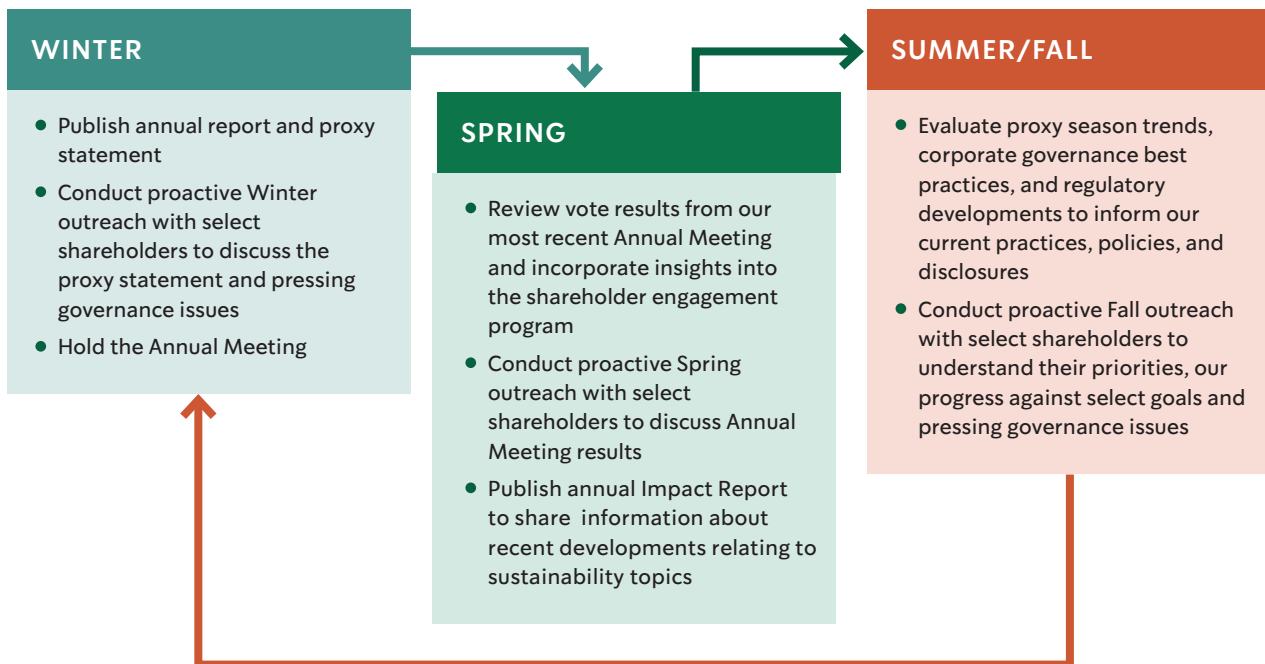 WINTER
• Publish annual report and proxy
statement
• Conduct proactive Winter
outreach with select
shareholders to discuss the
proxy statement and pressing
governance issues
• Hold the Annual Meeting
SPRING
• Review vote results from our
most recent Annual Meeting
and incorporate insights into
the shareholder engagement
program
• Conduct proactive Spring
outreach with select
shareholders to discuss Annual
Meeting results
• Publish annual Impact Report
to share information about
recent developments relating to
sustainability topics
SUMMER/FALL
• Evaluate proxy season trends,
corporate governance best
practices, and regulatory
developments to inform our
current practices, policies, and
disclosures
• Conduct proactive Fall outreach
with select shareholders to
understand their priorities, our
progress against select goals and
pressing governance issues